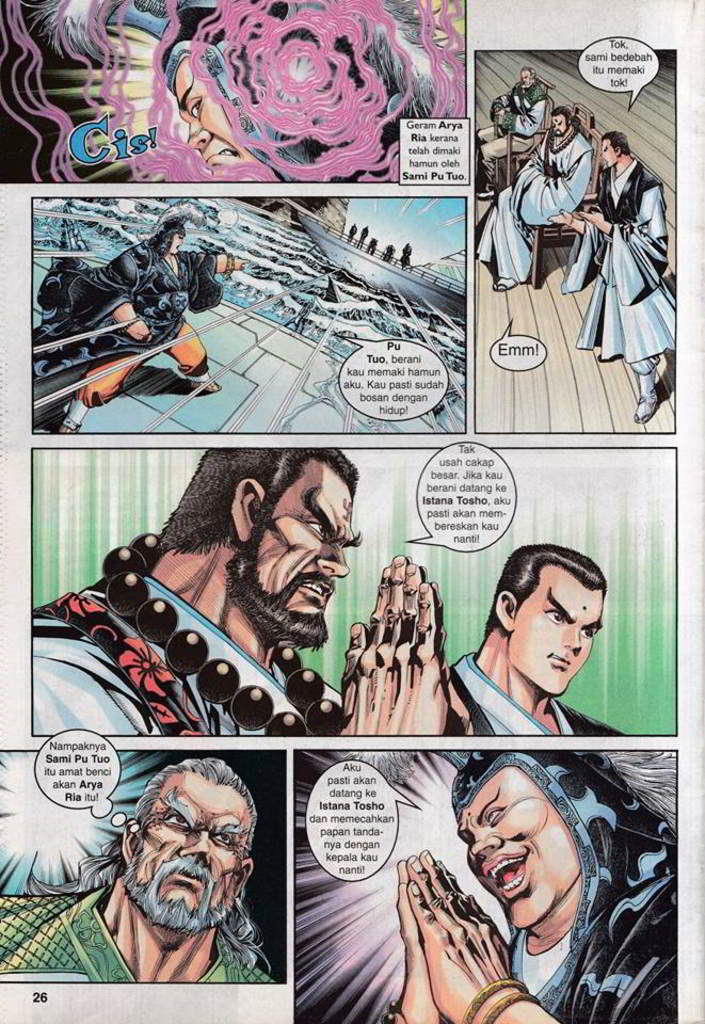 Cis!
Geram Arya
Ria kerana
telah dimaki
hamun oleh
Sami Pu Tuo.
Tok,
sami bedebah
itu memaki
tok!
Emm!
Pu
Tuo, berani
kau memaki hamun
aku. Kau pasti sudah
bosan dengan
hidup!
Tak
usah cakap
besar. Jika kau
berani datang ke
Istana Tosho, aku
pasti akan mem-
bereskan kau
nanti!
Nampaknya
Sami Pu Tuo
itu amat benci
akan Arya
Ria itu!
Aku
pasti akan
datang ke
Istana Tosho
dan memecahkan
papan tanda-
nya dengan
kepala kau
nanti!
26